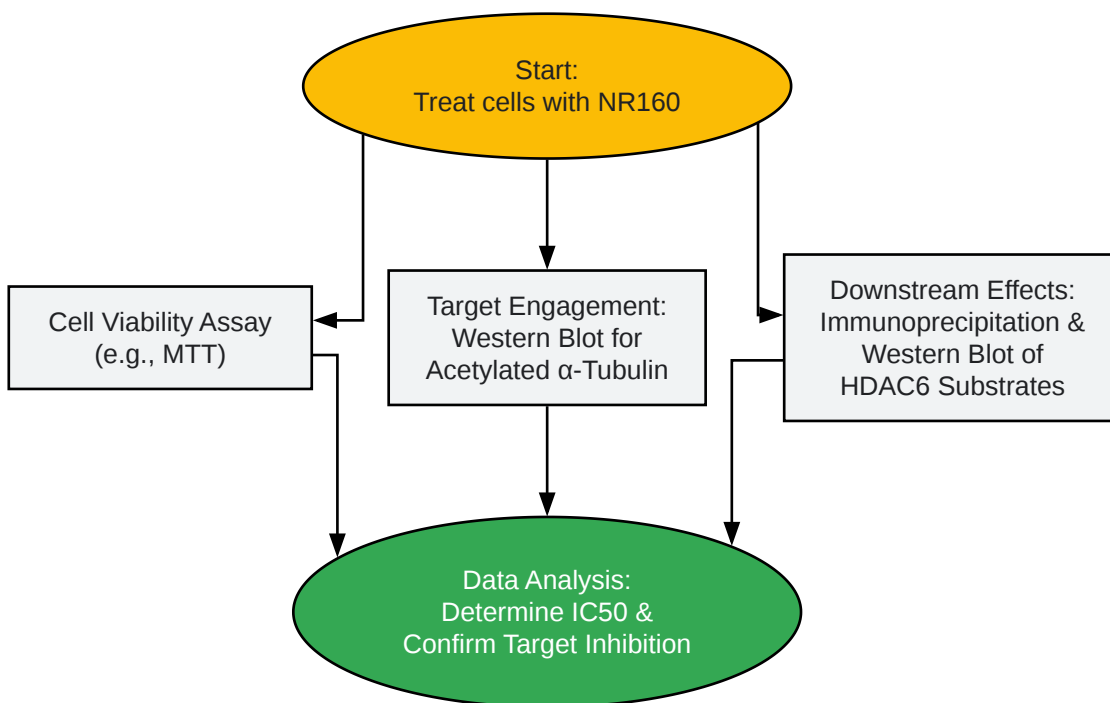 Start:
Treat cells with NR160
Cell Viability Assay
(e.g., MTT)
Target Engagement:
Western Blot for
Acetylated α-Tubulin
Downstream Effects:
Immunoprecipitation &
Western Blot of
HDAC6 Substrates
Data Analysis:
Determine IC50 &
Confirm Target Inhibition